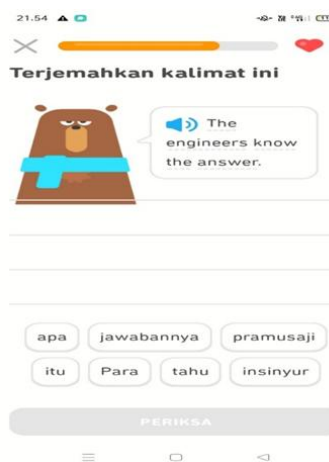 21.54
Terjemahkan kalimat ini
The
engineers know
the answer.
apa jawabannya pramusaji
itu Para tahu insinyur
PERIKSA